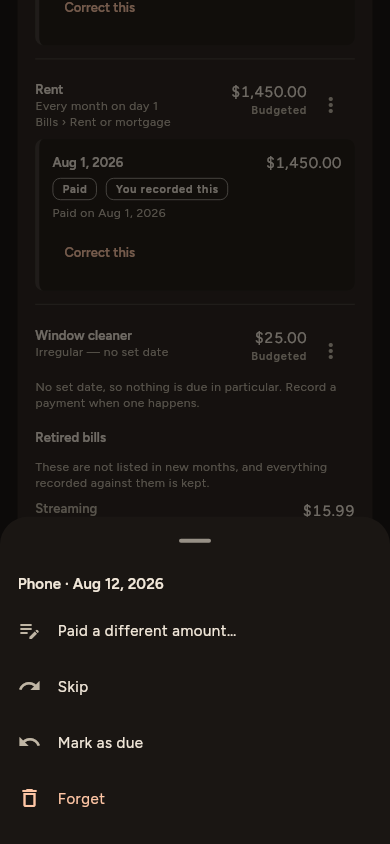 Correct this
Rent
$1,450.00
Every month on day 1
Budgeted
Bills › Rent or mortgage
Aug 1, 2026
$1,450.00
Paid
You recorded this
Paid on Aug 1, 2026
Correct this
Window cleaner
$25.00
Irregular — no set date
Budgeted
No set date, so nothing is due in particular. Record a
payment when one happens.
Retired bills
These are not listed in new months, and everything
recorded against them is kept.
Streaming
$15.99
Phone · Aug 12, 2026
Paid a different amount…
Skip
Mark as due
Forget